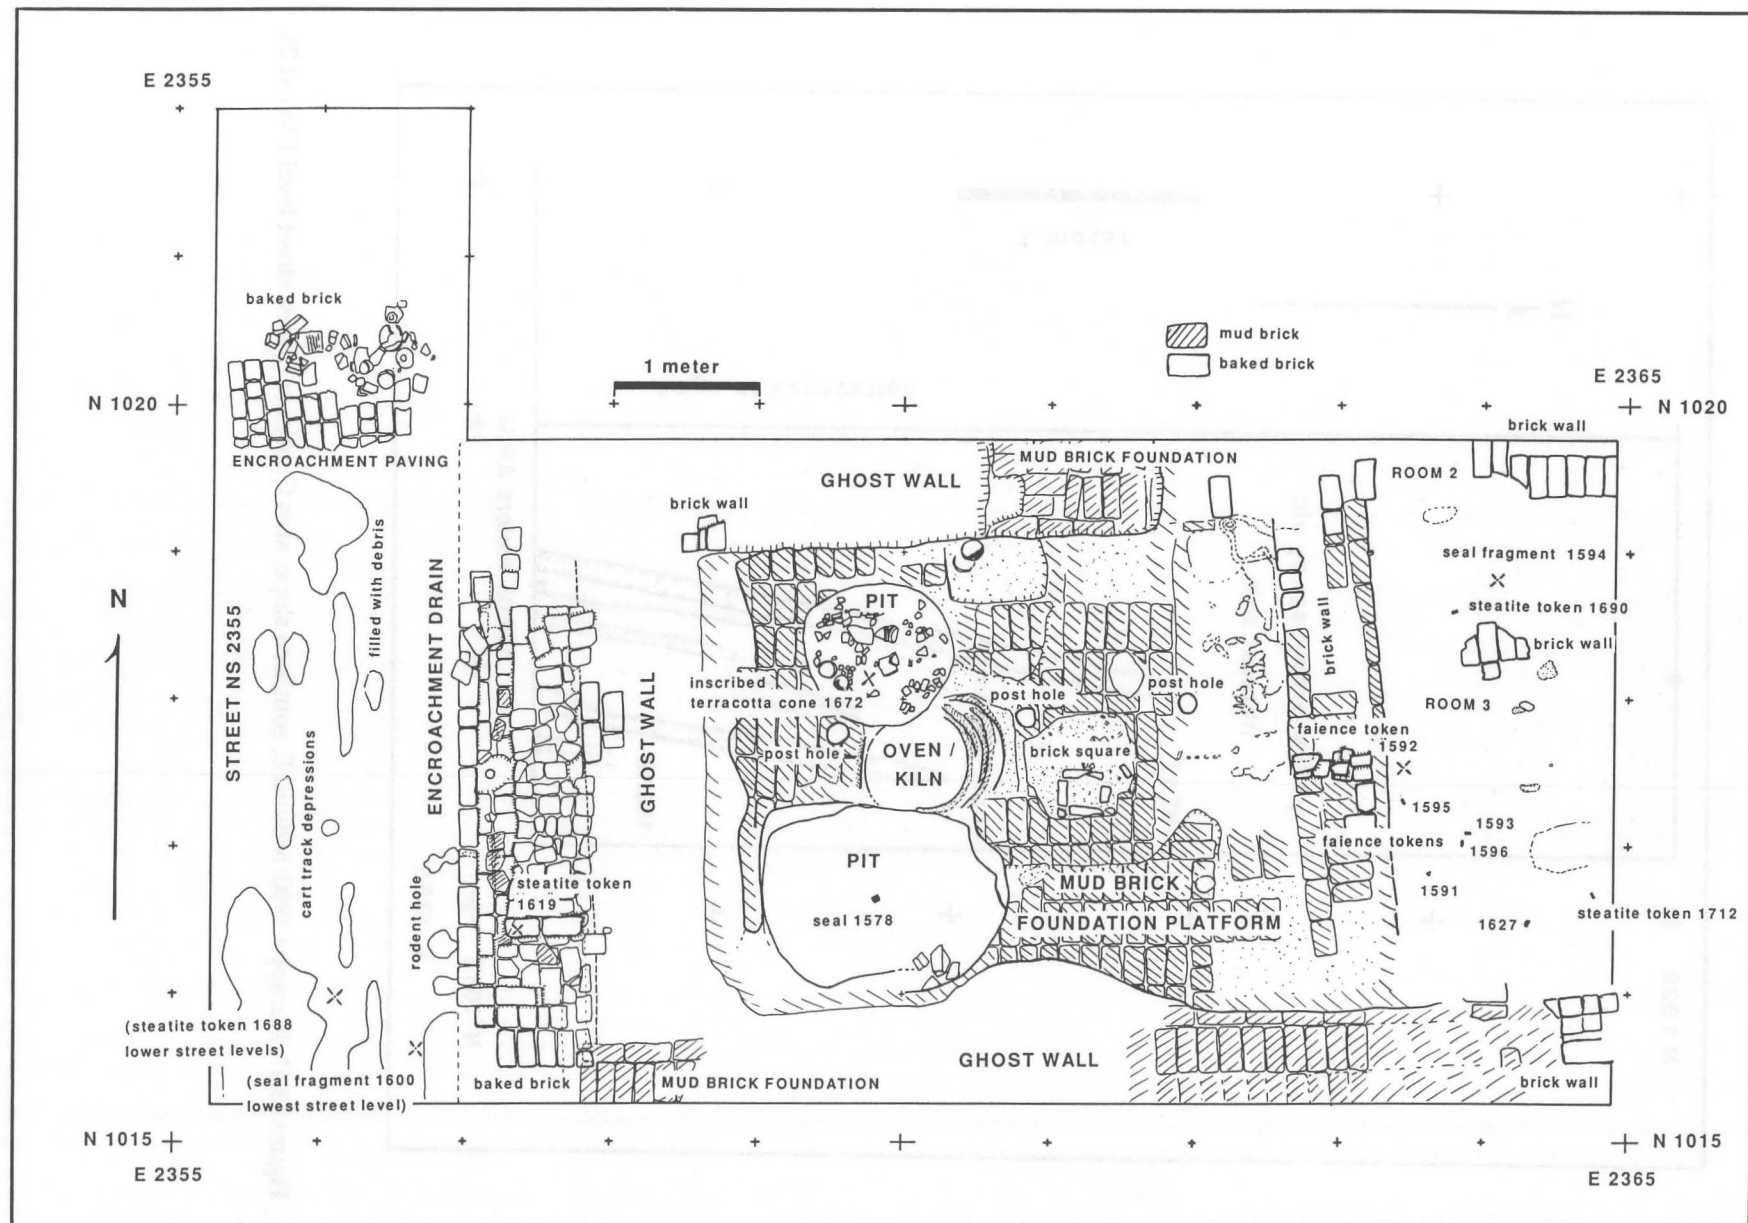 E 2355
baked brick
1 meter
mud brick
baked brick
E 2365
N 1020
N 1020
brick wall
ENCROACHMENT PAVING
GHOST WALL
MUD BRICK FOUNDATION
ROOM 2
brick wall
filled with debris
seal fragment 1594
N
ENCROACHMENT DRAIN
PIT
steatite token 1690
brick wall
brick wall
STREET NS 2355
GHOST WALL
inscribed
terracotta cone 1672
post hole
post hole
ROOM 3
cart track depressions
post hole
OVEN /
KILN
brick square
faience token
1592
1595
1593
faience tokens
1596
rodent hole
steatite token
1619
PIT
seal 1578
MUD BRICK
FOUNDATION PLATFORM
1591
1627
steatite token 1712
(steatite token 1688
lower street levels)
(seal fragment 1600
lowest street level)
baked brick
MUD BRICK FOUNDATION
GHOST WALL
brick wall
N 1015
N 1015
E 2355
E 2365